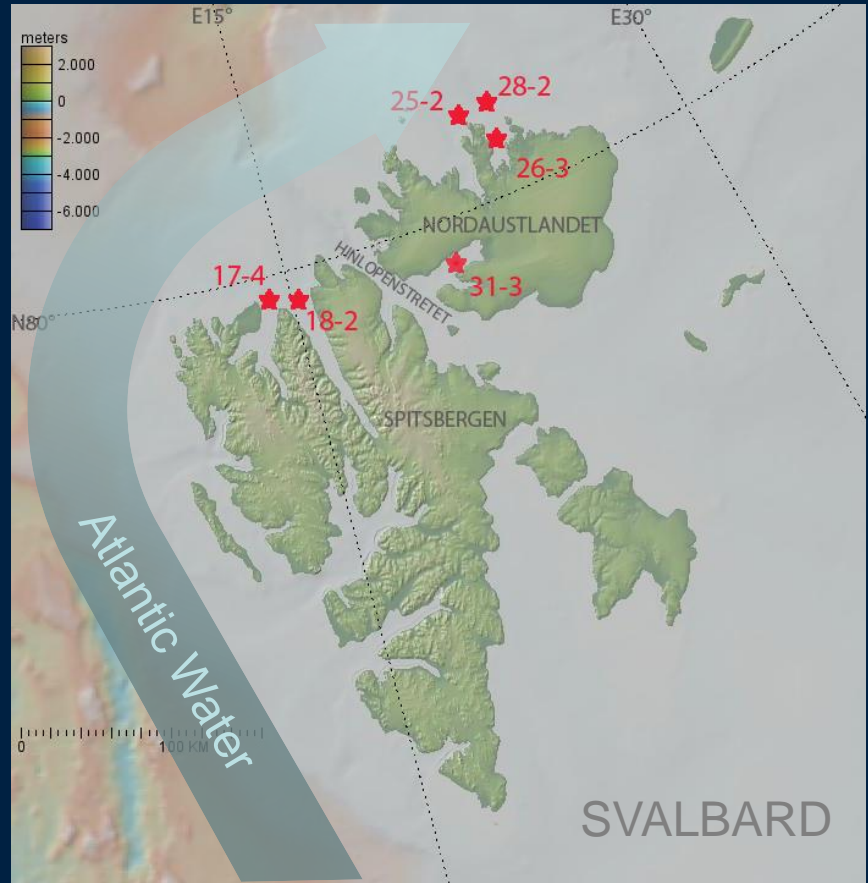 E15°
E30°
meters
2.000
0
-2.000
-4.000
-6.000
25-2
28-2
26-3
NORDAUSTLANDET
HINLOPENSTRETET
31-3
17-4
18-2
N80°
SPITSBERGEN
Atlantic Water
0
100 KM
SVALBARD